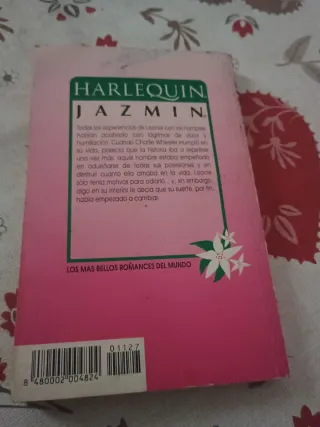 HARLEQUIN
JAZMIN
Todas las experiencias de Lizanie con los hombres
habían acabado con lágrimas de dolor y
humillación. Cuando Charlie Wheeler irrumpió en
su vida, parecía que la historia iba a repetirse
una vez más: aquel hombre estaba empeñado
en adueñarse de todas sus posesiones y en
destruir cuanto ella amaba en la vida.
sólo tenía motivos para odiarlo... y, sin embargo,
algo en su interior le decía que su suerte, por fin,
había empezado a cambiar.
LOS MAS BELLOS ROMANCES DEL MUNDO
01127
8 480002 004824